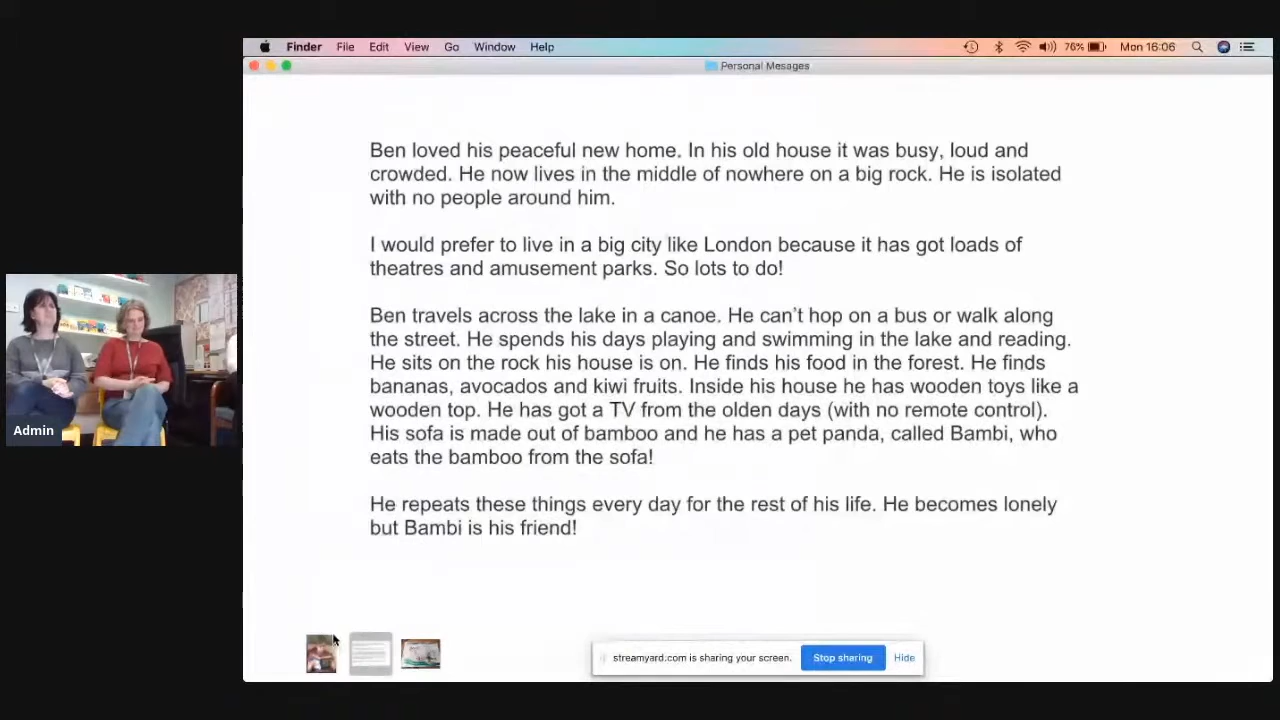 Finder File Edit View Go Window Help 76% Mon 16:06
Personal Mesages
Ben loved his peaceful new home. In his old house it was busy, loud and
crowded. He now lives in the middle of nowhere on a big rock. He is isolated
with no people around him.
I would prefer to live in a big city like London because it has got loads of
theatres and amusement parks. So lots to do!
Ben travels across the lake in a canoe. He can't hop on a bus or walk along
the street. He spends his days playing and swimming in the lake and reading.
He sits on the rock his house is on. He finds his food in the forest. He finds
bananas, avocados and kiwi fruits. Inside his house he has wooden toys like a
wooden top. He has got a TV from the olden days (with no remote control).
His sofa is made out of bamboo and he has a pet panda, called Bambi, who
eats the bamboo from the sofa!
He repeats these things every day for the rest of his life. He becomes lonely
but Bambi is his friend!
Admin
streamyard.com is sharing your screen. Stop sharing Hide